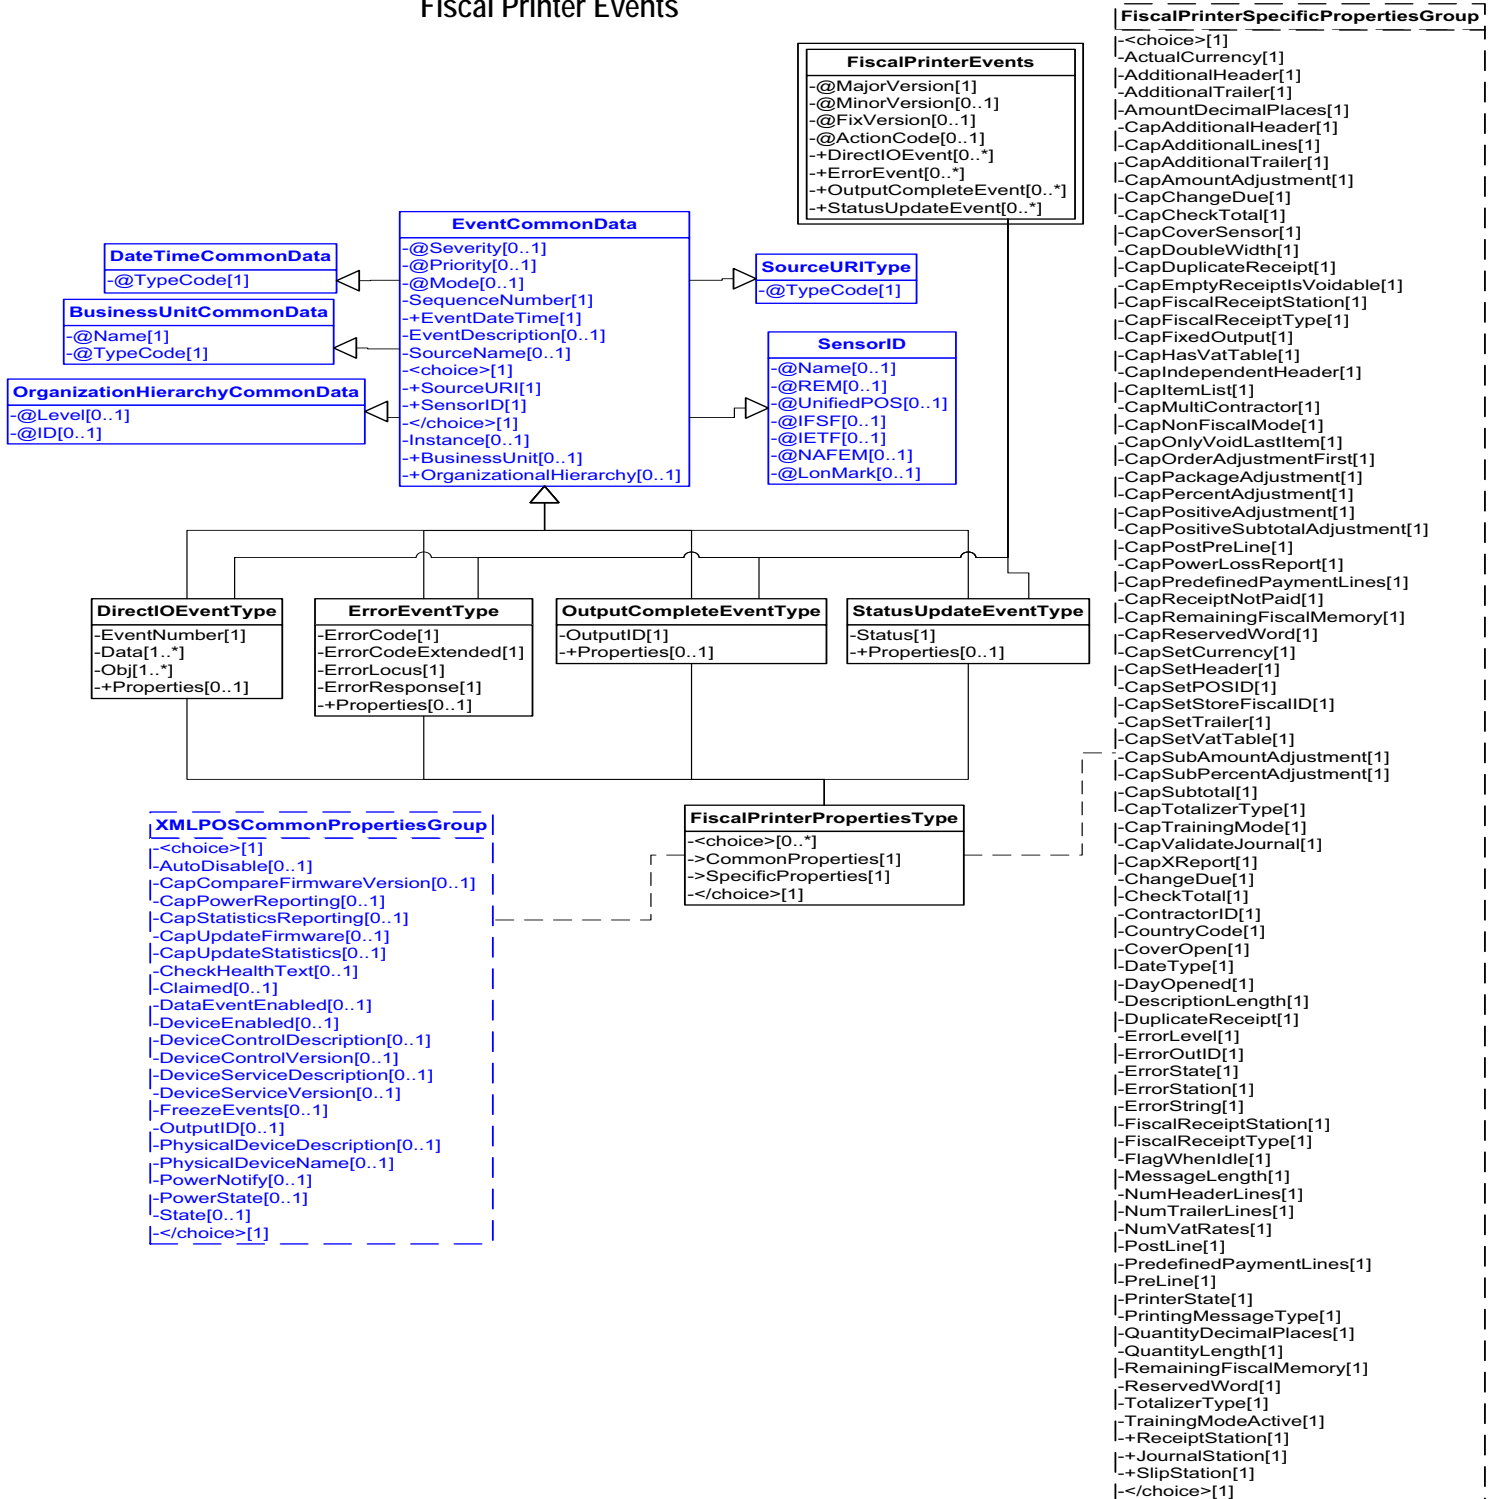 Fiscal Printer Events
FiscalPrinterEvents
-@MajorVersion[1]
-@MinorVersion[0..1]
-@FixVersion[0..1]
-@ActionCode[0..1]
-+DirectIOEvent[0..*]
-+ErrorEvent[0..*]
-+OutputCompleteEvent[0..*]
-+StatusUpdateEvent[0..*]
EventCommonData
-@Severity[0..1]
-@Priority[0..1]
-@Mode[0..1]
-SequenceNumber[1]
-+EventDateTime[1]
-EventDescription[0..1]
-SourceName[0..1]
-<choice>[1]
-+SourceURI[1]
-+SensorID[1]
-</choice>[1]
-Instance[0..1]
-+BusinessUnit[0..1]
-+OrganizationalHierarchy[0..1]
DateTimeCommonData
-@TypeCode[1]
BusinessUnitCommonData
-@Name[1]
-@TypeCode[1]
OrganizationHierarchyCommonData
-@Level[0..1]
-@ID[0..1]
SourceURIType
-@TypeCode[1]
SensorID
-@Name[0..1]
-@REM[0..1]
-@UnifiedPOS[0..1]
-@IFSF[0..1]
-@IETF[0..1]
-@NAFEM[0..1]
-@LonMark[0..1]
DirectIOEventType
-EventNumber[1]
-Data[1..*]
-Obj[1..*]
-+Properties[0..1]
ErrorEventType
-ErrorCode[1]
-ErrorCodeExtended[1]
-ErrorLocus[1]
-ErrorResponse[1]
-+Properties[0..1]
OutputCompleteEventType
-OutputID[1]
-+Properties[0..1]
StatusUpdateEventType
-Status[1]
-+Properties[0..1]
XMLPOSCommonPropertiesGroup
-<choice>[1]
-AutoDisable[0..1]
-CapCompareFirmwareVersion[0..1]
-CapPowerReporting[0..1]
-CapStatisticsReporting[0..1]
-CapUpdateFirmware[0..1]
-CapUpdateStatistics[0..1]
-CheckHealthText[0..1]
-Claimed[0..1]
-DataEventEnabled[0..1]
-DeviceEnabled[0..1]
-DeviceControlDescription[0..1]
-DeviceControlVersion[0..1]
-DeviceServiceDescription[0..1]
-DeviceServiceVersion[0..1]
-FreezeEvents[0..1]
-OutputID[0..1]
-PhysicalDeviceDescription[0..1]
-PhysicalDeviceName[0..1]
-PowerNotify[0..1]
-PowerState[0..1]
-State[0..1]
-</choice>[1]
FiscalPrinterPropertiesType
-<choice>[0..*]
->CommonProperties[1]
->SpecificProperties[1]
-</choice>[1]
FiscalPrinterSpecificPropertiesGroup
-<choice>[1]
-ActualCurrency[1]
-AdditionalHeader[1]
-AdditionalTrailer[1]
-AmountDecimalPlaces[1]
-CapAdditionalHeader[1]
-CapAdditionalLines[1]
-CapAdditionalTrailer[1]
-CapAmountAdjustment[1]
-CapChangeDue[1]
-CapCheckTotal[1]
-CapCoverSensor[1]
-CapDoubleWidth[1]
-CapDuplicateReceipt[1]
-CapEmptyReceiptIsVoidable[1]
-CapFiscalReceiptStation[1]
-CapFiscalReceiptType[1]
-CapFixedOutput[1]
-CapHasVatTable[1]
-CapIndependentHeader[1]
-CapItemList[1]
-CapMultiContractor[1]
-CapNonFiscalMode[1]
-CapOnlyVoidLastItem[1]
-CapOrderAdjustmentFirst[1]
-CapPackageAdjustment[1]
-CapPercentAdjustment[1]
-CapPositiveAdjustment[1]
-CapPositiveSubtotalAdjustment[1]
-CapPostPreLine[1]
-CapPowerLossReport[1]
-CapPredefinedPaymentLines[1]
-CapReceiptNotPaid[1]
-CapRemainingFiscalMemory[1]
-CapReservedWord[1]
-CapSetCurrency[1]
-CapSetHeader[1]
-CapSetPOSID[1]
-CapSetStoreFiscalID[1]
-CapSetTrailer[1]
-CapSetVatTable[1]
-CapSubAmountAdjustment[1]
-CapSubPercentAdjustment[1]
-CapSubtotal[1]
-CapTotalizerType[1]
-CapTrainingMode[1]
-CapValidateJournal[1]
-CapXReport[1]
-ChangeDue[1]
-CheckTotal[1]
-ContractorID[1]
-CountryCode[1]
-CoverOpen[1]
-DateType[1]
-DayOpened[1]
-DescriptionLength[1]
-DuplicateReceipt[1]
-ErrorLevel[1]
-ErrorOutID[1]
-ErrorState[1]
-ErrorStation[1]
-ErrorString[1]
-FiscalReceiptStation[1]
-FiscalReceiptType[1]
-FlagWhenIdle[1]
-MessageLength[1]
-NumHeaderLines[1]
-NumTrailerLines[1]
-NumVatRates[1]
-PostLine[1]
-PredefinedPaymentLines[1]
-PreLine[1]
-PrinterState[1]
-PrintingMessageType[1]
-QuantityDecimalPlaces[1]
-QuantityLength[1]
-RemainingFiscalMemory[1]
-ReservedWord[1]
-TotalizerType[1]
-TrainingModeActive[1]
-+ReceiptStation[1]
-+JournalStation[1]
-+SlipStation[1]
-</choice>[1]